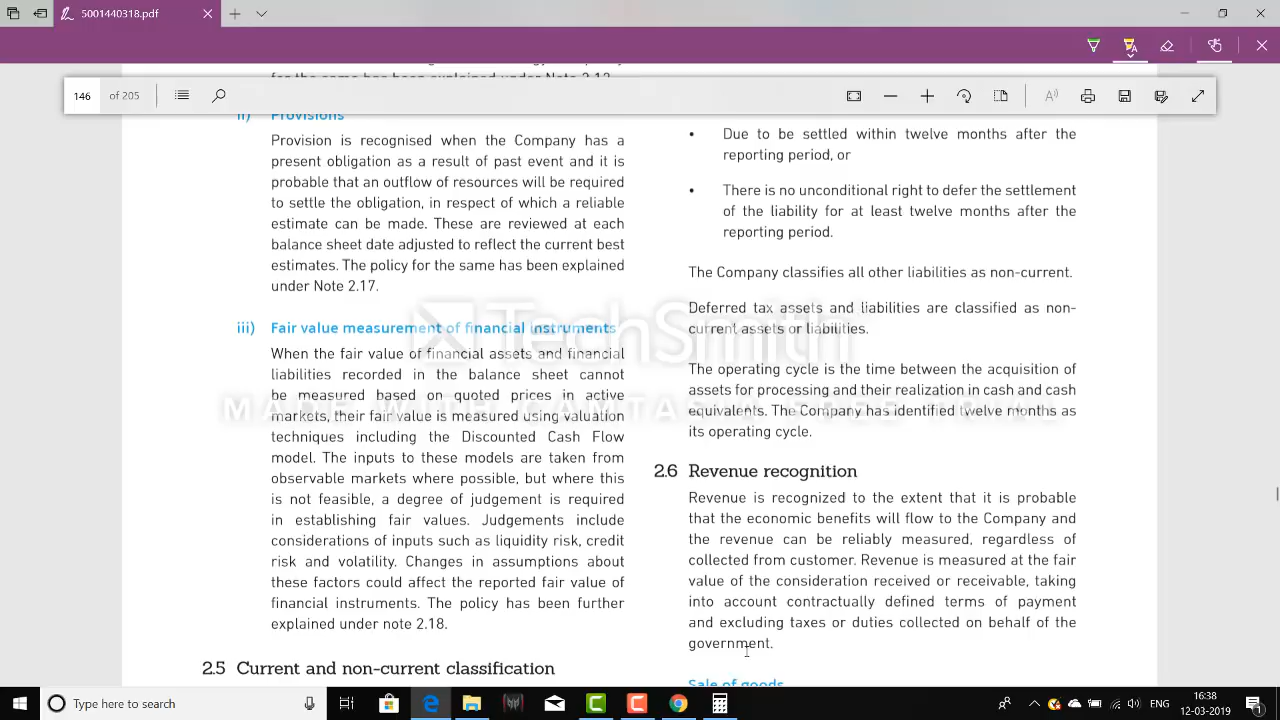 5001440318.pdf
146 of 205
for the same has been explained under Note 2.13.
ii) Provisions
Provision is recognised when the Company has a
present obligation as a result of past event and it is
probable that an outflow of resources will be required
to settle the obligation, in respect of which a reliable
estimate can be made. These are reviewed at each
balance sheet date adjusted to reflect the current best
estimates. The policy for the same has been explained
under Note 2.17.
iii) Fair value measurement of financial instruments
When the fair value of financial assets and financial
liabilities recorded in the balance sheet cannot
be measured based on quoted prices in active
markets, their fair value is measured using valuation
techniques including the Discounted Cash Flow
model. The inputs to these models are taken from
observable markets where possible, but where this
is not feasible, a degree of judgement is required
in establishing fair values. Judgements include
considerations of inputs such as liquidity risk, credit
risk and volatility. Changes in assumptions about
these factors could affect the reported fair value of
financial instruments. The policy has been further
explained under note 2.18.
2.5 Current and non-current classification
• Due to be settled within twelve months after the
reporting period, or
• There is no unconditional right to defer the settlement
of the liability for at least twelve months after the
reporting period.
The Company classifies all other liabilities as non-current.
Deferred tax assets and liabilities are classified as non-
current assets or liabilities.
The operating cycle is the time between the acquisition of
assets for processing and their realization in cash and cash
equivalents. The Company has identified twelve months as
its operating cycle.
2.6 Revenue recognition
Revenue is recognized to the extent that it is probable
that the economic benefits will flow to the Company and
the revenue can be reliably measured, regardless of
collected from customer. Revenue is measured at the fair
value of the consideration received or receivable, taking
into account contractually defined terms of payment
and excluding taxes or duties collected on behalf of the
government.
Sale of goods
TechSmith
MADE WITH CAMTASIA FREE TRIAL
Type here to search
ENG
16:38
12-03-2019
1